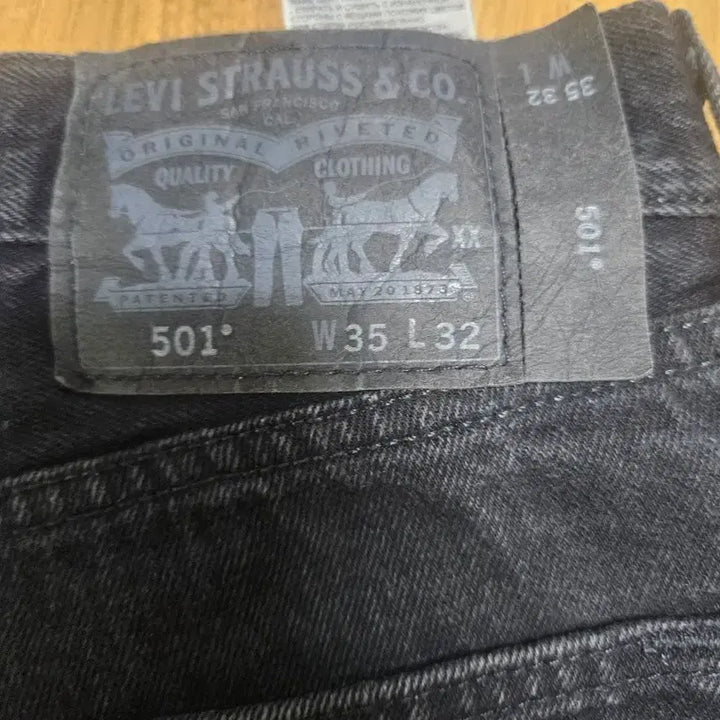 LEVI STRAUSS & CO.
SAN FRANCISCO
CAL
ORIGINAL RIVETED
QUALITY CLOTHING
XX
PATENTED MAY 20 1873
501® W35 L32
W L
35 32
501®